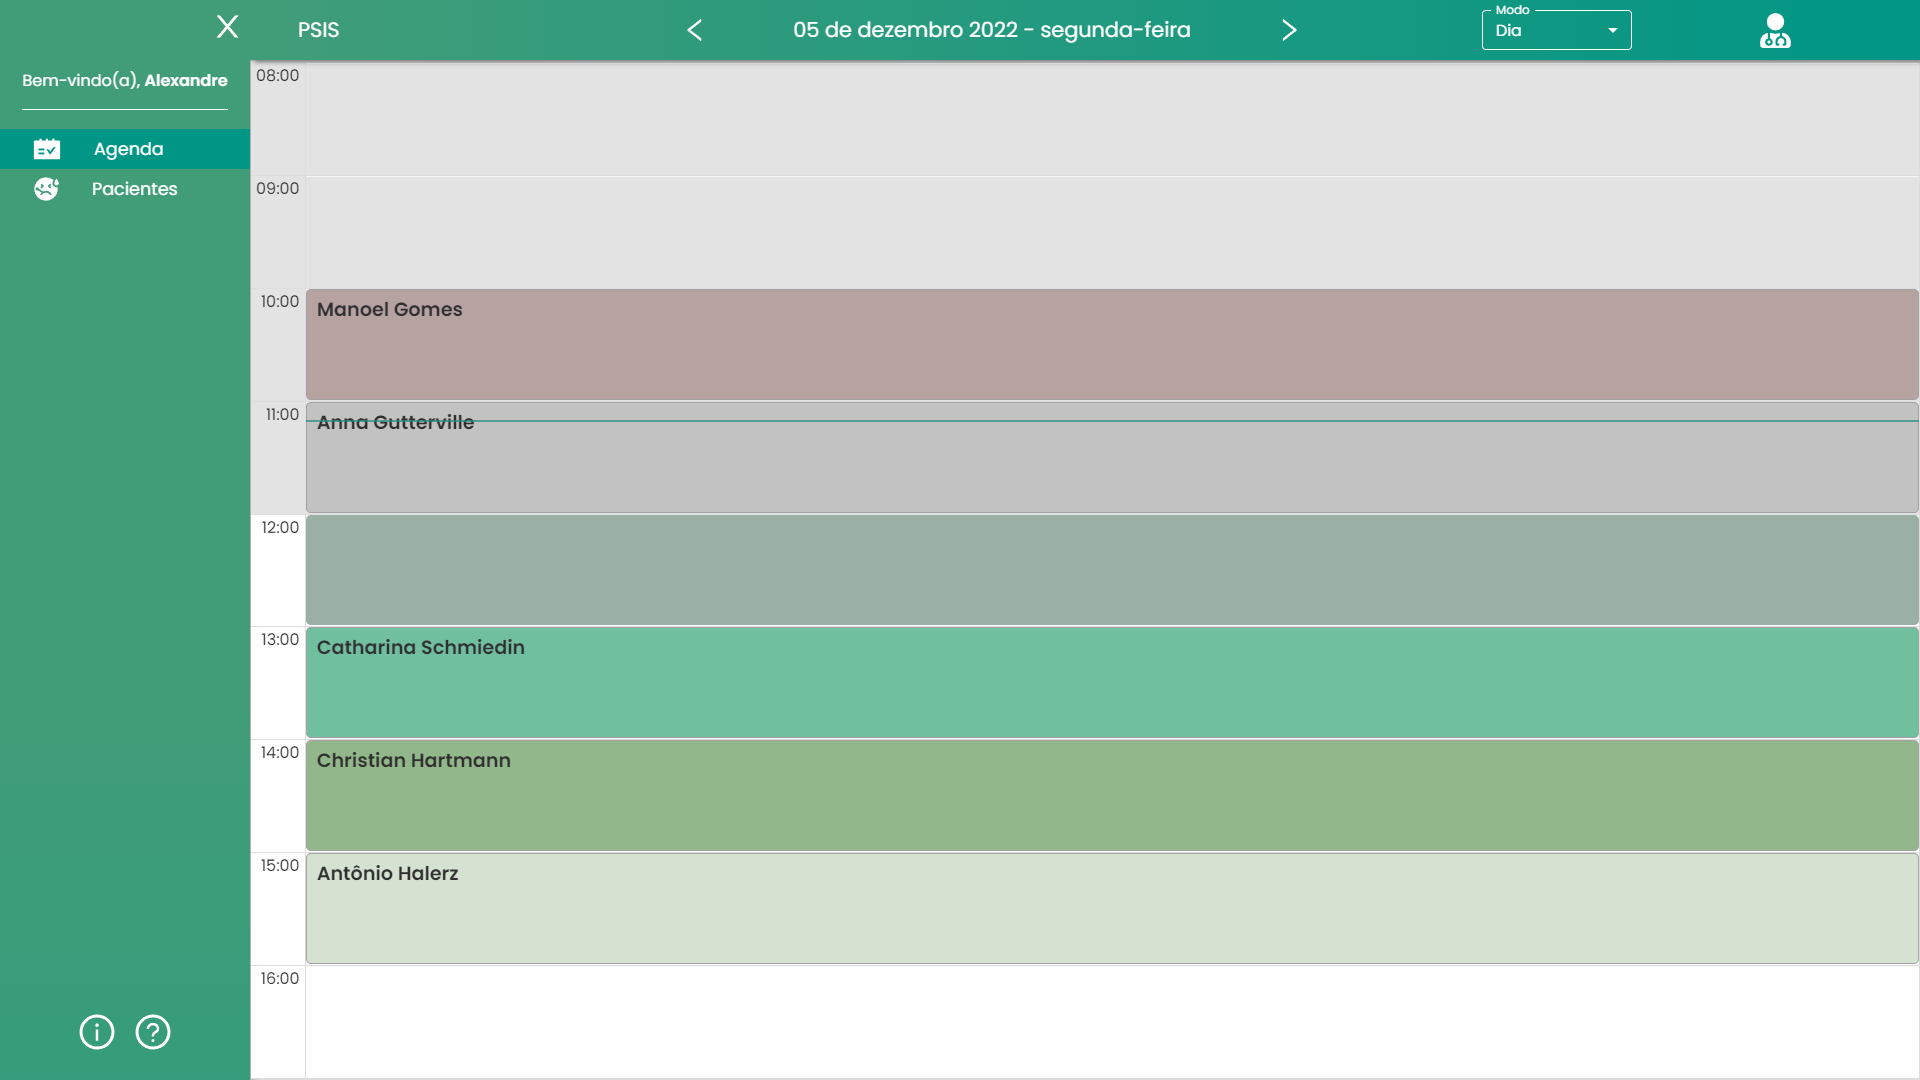 PSIS
05 de dezembro 2022 - segunda-feira
Modo
Dia
Bem-vindo(a), Alexandre
Agenda
Pacientes
08:00
09:00
10:00
Manoel Gomes
11:00
Anna Gutterville
12:00
13:00
Catharina Schmiedin
14:00
Christian Hartmann
15:00
Antônio Halerz
16:00